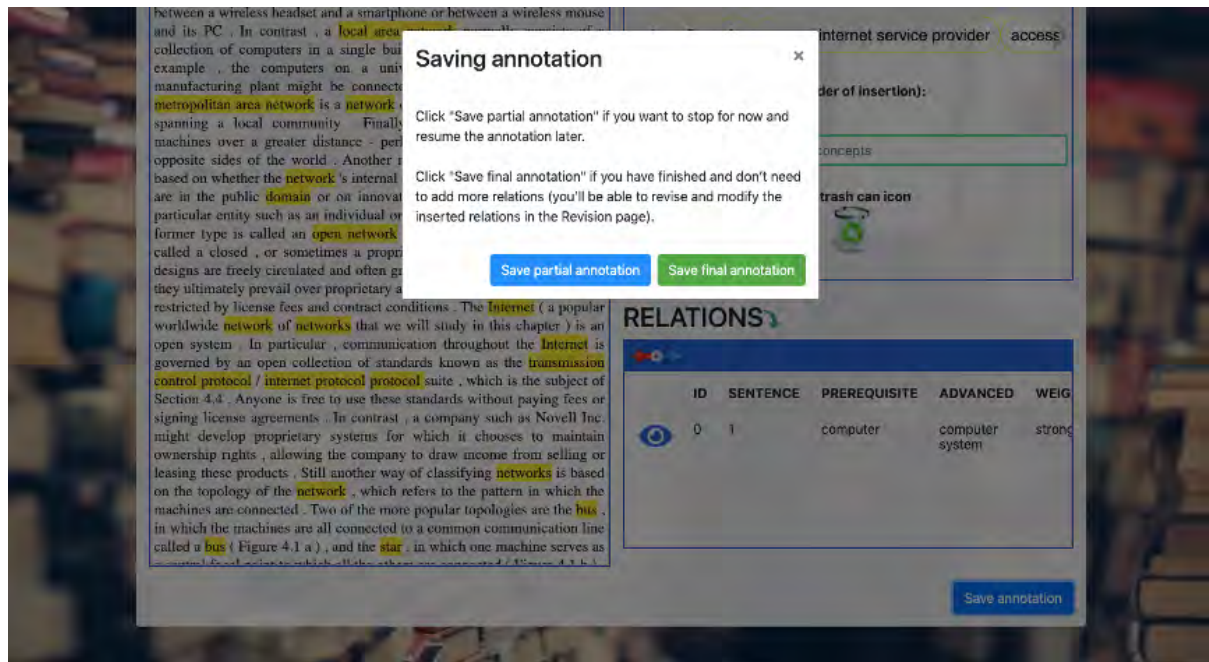 between a wireless headset and a smartphone or between a wireless mouse
and its PC . In contrast , a local area network
collection of computers in a single
example , the computers on a
manufacturing plant might be
metropolitan area network is a network
spanning a local community Finally
machines over a greater distance -
opposite sides of the world . Another
based on whether the network 's internal
are in the public domain or on
particular entity such as an individual or
former type is called an open network
called a closed , or sometimes a
designs are freely circulated and often
they ultimately prevail over proprietary
restricted by license fees and contract conditions . The Internet ( a popular
worldwide network of networks that we will study in this chapter ) is an
open system . In particular , communication throughout the Internet is
governed by an open collection of standards known as the transmission
control protocol / internet protocol protocol suite , which is the subject of
Section 4.4 . Anyone is free to use these standards without paying fees or
signing license agreements . In contrast , a company such as Novell Inc.
might develop proprietary systems for which it chooses to maintain
ownership rights , allowing the company to draw income from selling or
leasing these products . Still another way of classifying networks is based
on the topology of the network , which refers to the pattern in which the
machines are connected . Two of the more popular topologies are the bus ,
in which the machines are all connected to a common communication line
called a bus ( Figure 4.1 a ) , and the star , in which one machine serves as
Saving annotation ×
Click "Save partial annotation" if you want to stop for now and
resume the annotation later.
Click "Save final annotation" if you have finished and don't need
to add more relations (you'll be able to revise and modify the
inserted relations in the Revision page).
Save partial annotation Save final annotation
internet service provider access
der of insertion):
concepts
trash can icon
RELATIONS
ID SENTENCE PREREQUISITE ADVANCED WEIG
0 1 computer computer strong
system
Save annotation